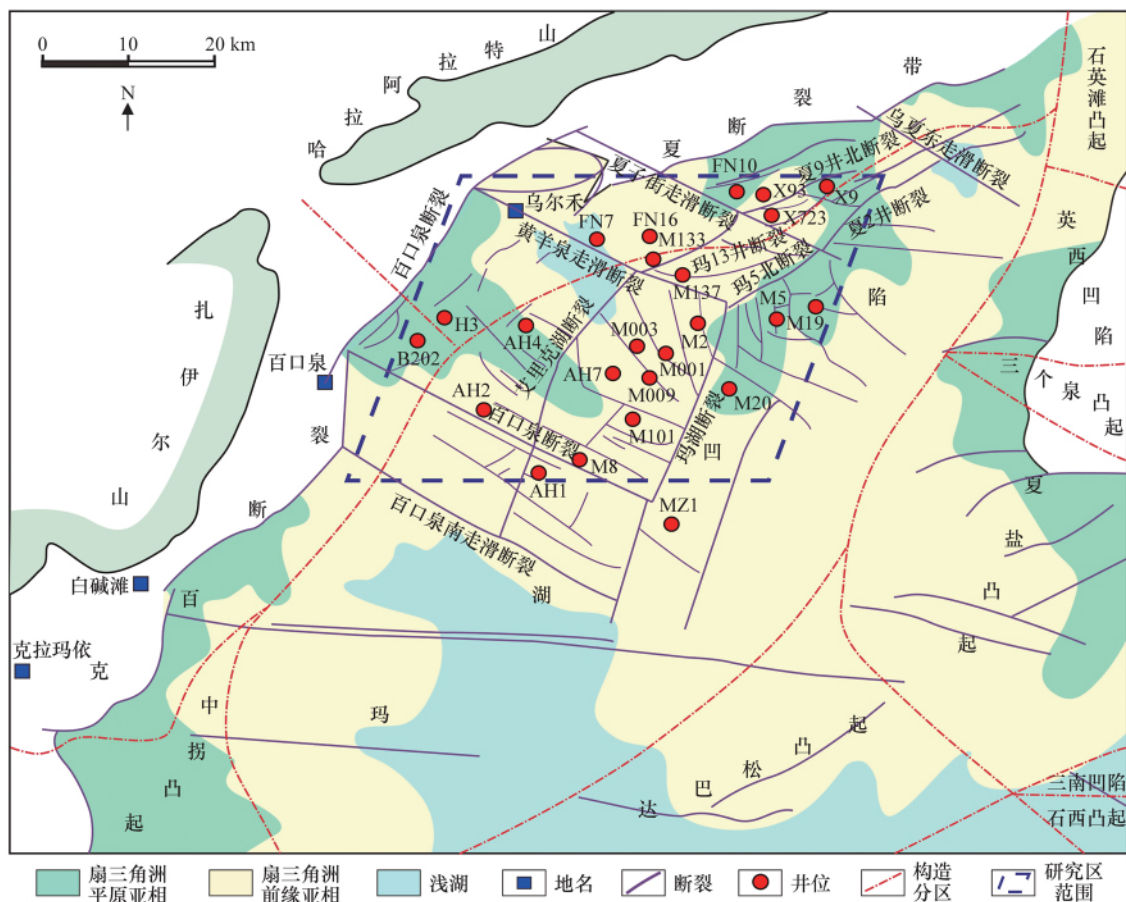 0 10 20 km
N
哈拉阿拉特山
夏断裂带
石英滩凸起
乌夏东走滑断裂
夏子街走滑断裂
夏9井北断裂
FN10
X93
X9
X723
夏2井断裂
乌尔禾
百口泉断裂
FN7
FN16
M133
黄羊泉走滑断裂
玛13井断裂
玛5北断裂
M137
英西凹陷
扎伊尔山
H3
B202
AH4
艾里克湖断裂
M003
M2
M5
M19
陷
M001
AH7
M009
M20
百口泉
AH2
百口泉断裂
M101
玛湖断裂
凹
三个泉凸起
裂
M8
AH1
MZ1
断
百口泉南走滑断裂
湖
夏盐凸起
白碱滩
百
克拉玛依
克
中拐凸起
玛
达巴松凸起
三南凹陷
石西凸起
扇三角洲
平原亚相
扇三角洲
前缘亚相
浅湖
地名
断裂
井位
构造
分区
研究区
范围